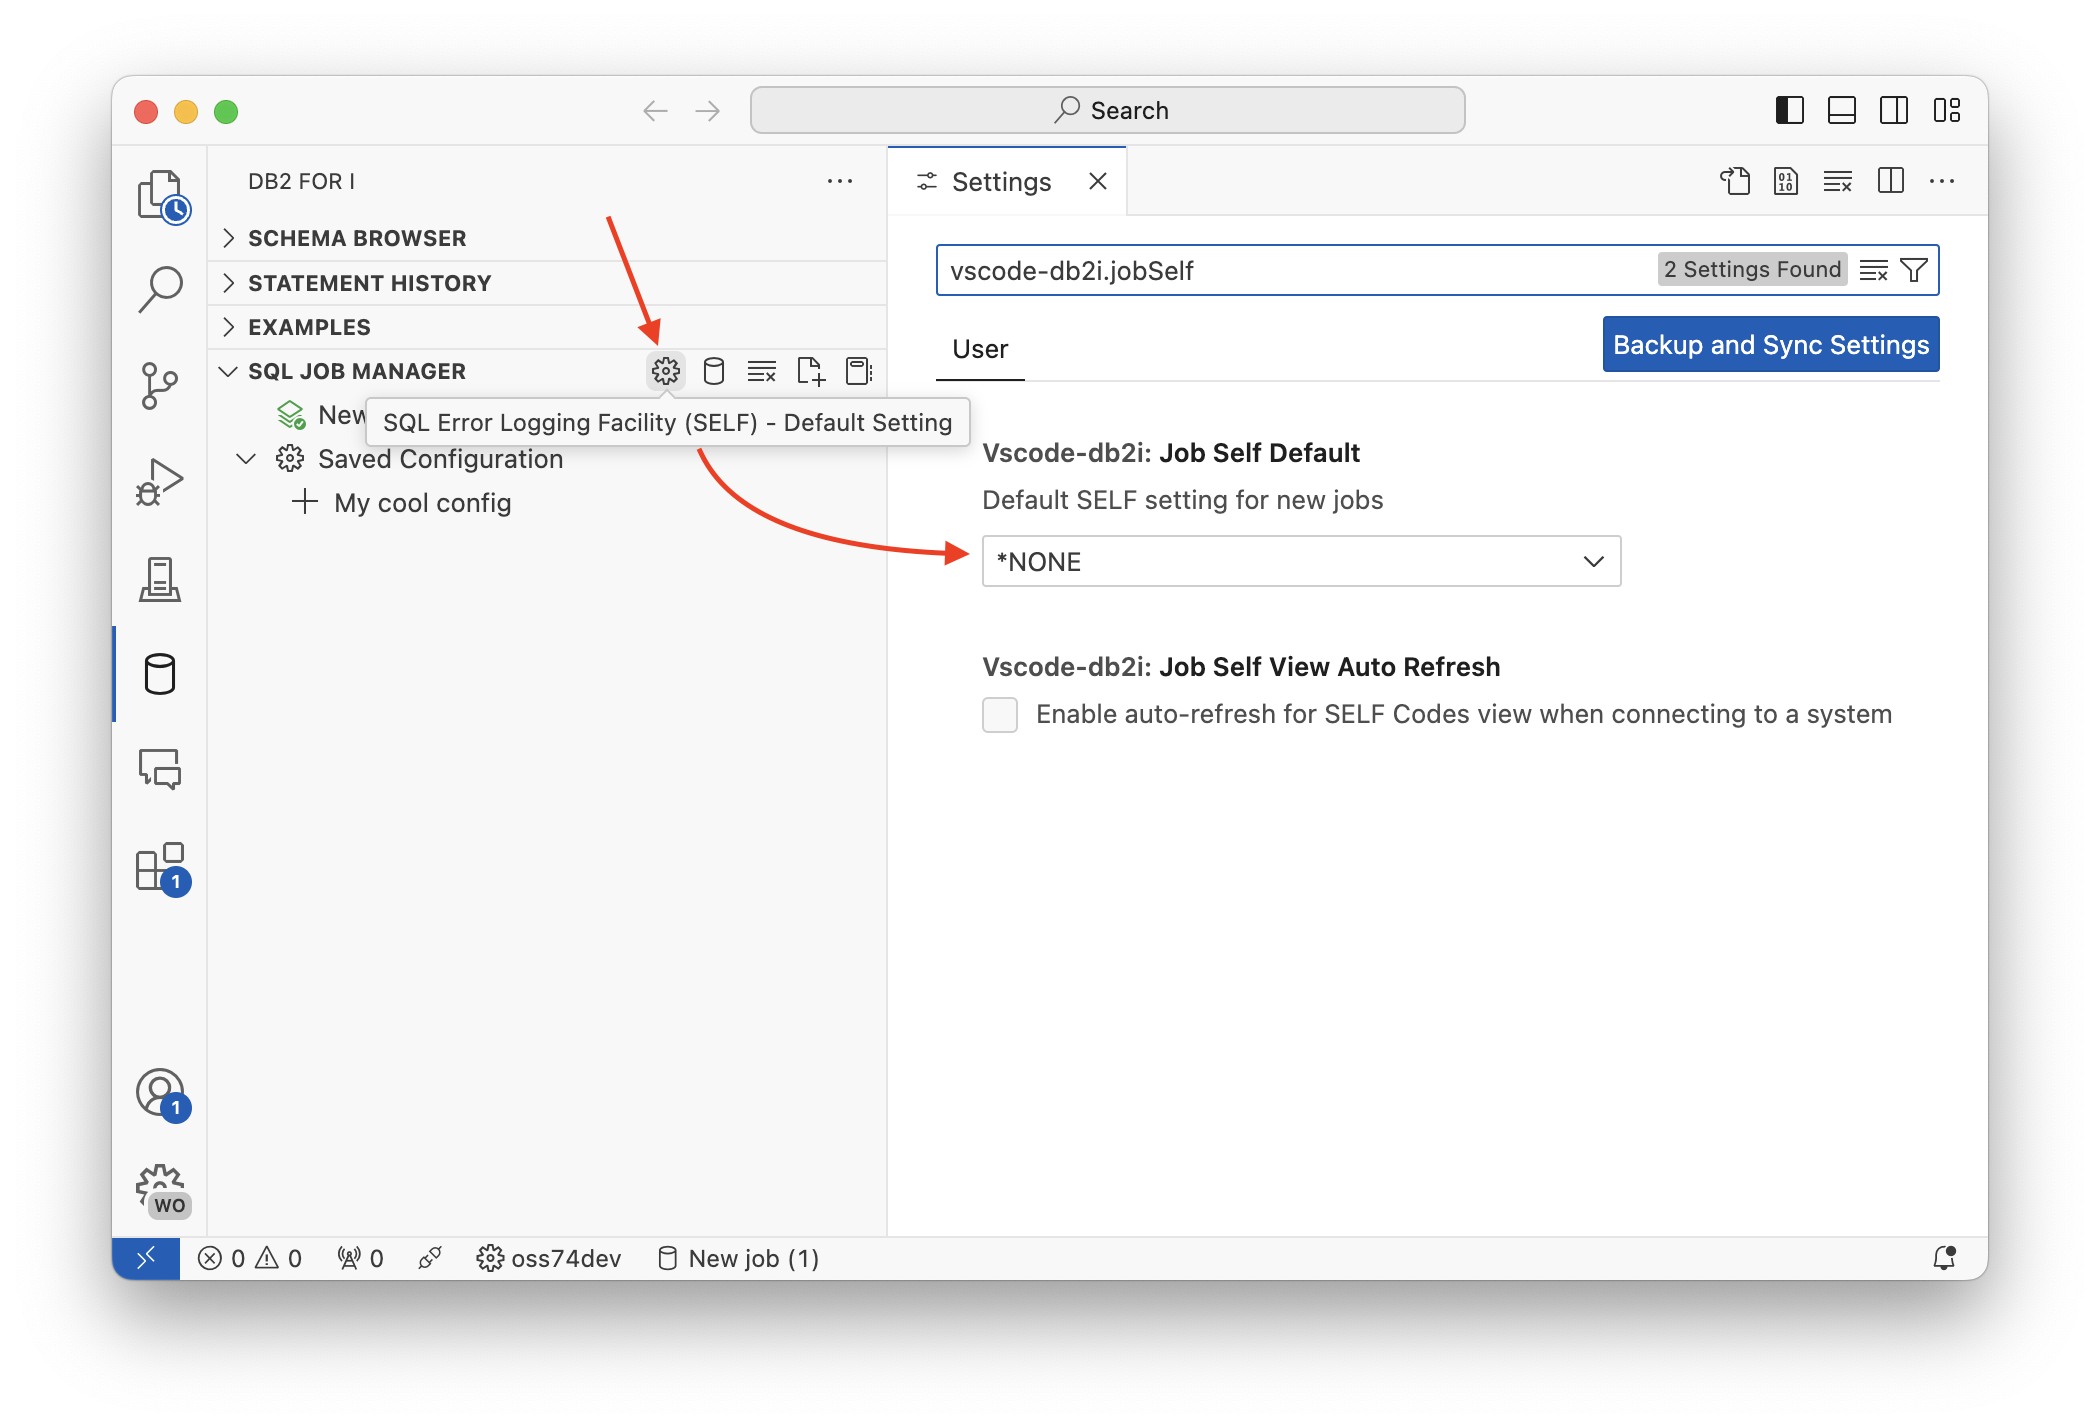 Search
DB2 FOR I
SCHEMA BROWSER
STATEMENT HISTORY
EXAMPLES
SQL JOB MANAGER
New
SQL Error Logging Facility (SELF) - Default Setting
Saved Configuration
My cool config
Settings
vscode-db2i.jobSelf
2 Settings Found
User
Backup and Sync Settings
Vscode-db2i: Job Self Default
Default SELF setting for new jobs
*NONE
Vscode-db2i: Job Self View Auto Refresh
Enable auto-refresh for SELF Codes view when connecting to a system
1
1
WO
0 0 0 oss74dev New job (1)